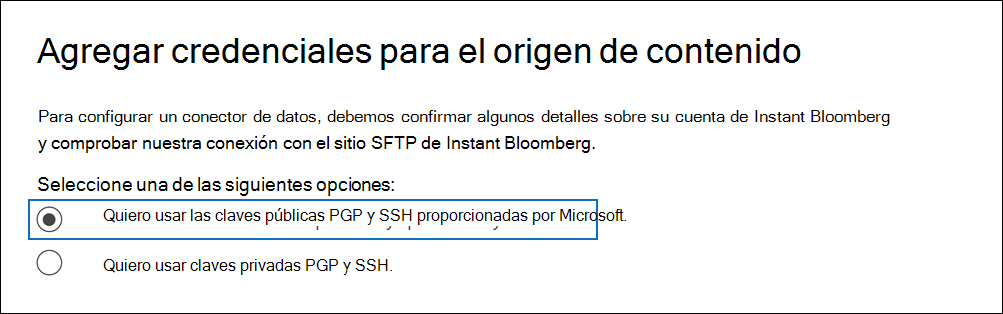 Agregar credenciales para el origen de contenido
Para configurar un conector de datos, debemos confirmar algunos detalles sobre su cuenta de Instant Bloomberg
y comprobar nuestra conexión con el sitio SFTP de Instant Bloomberg.
Seleccione una de las siguientes opciones:
Quiero usar las claves públicas PGP y SSH proporcionadas por Microsoft.
Quiero usar claves privadas PGP y SSH.